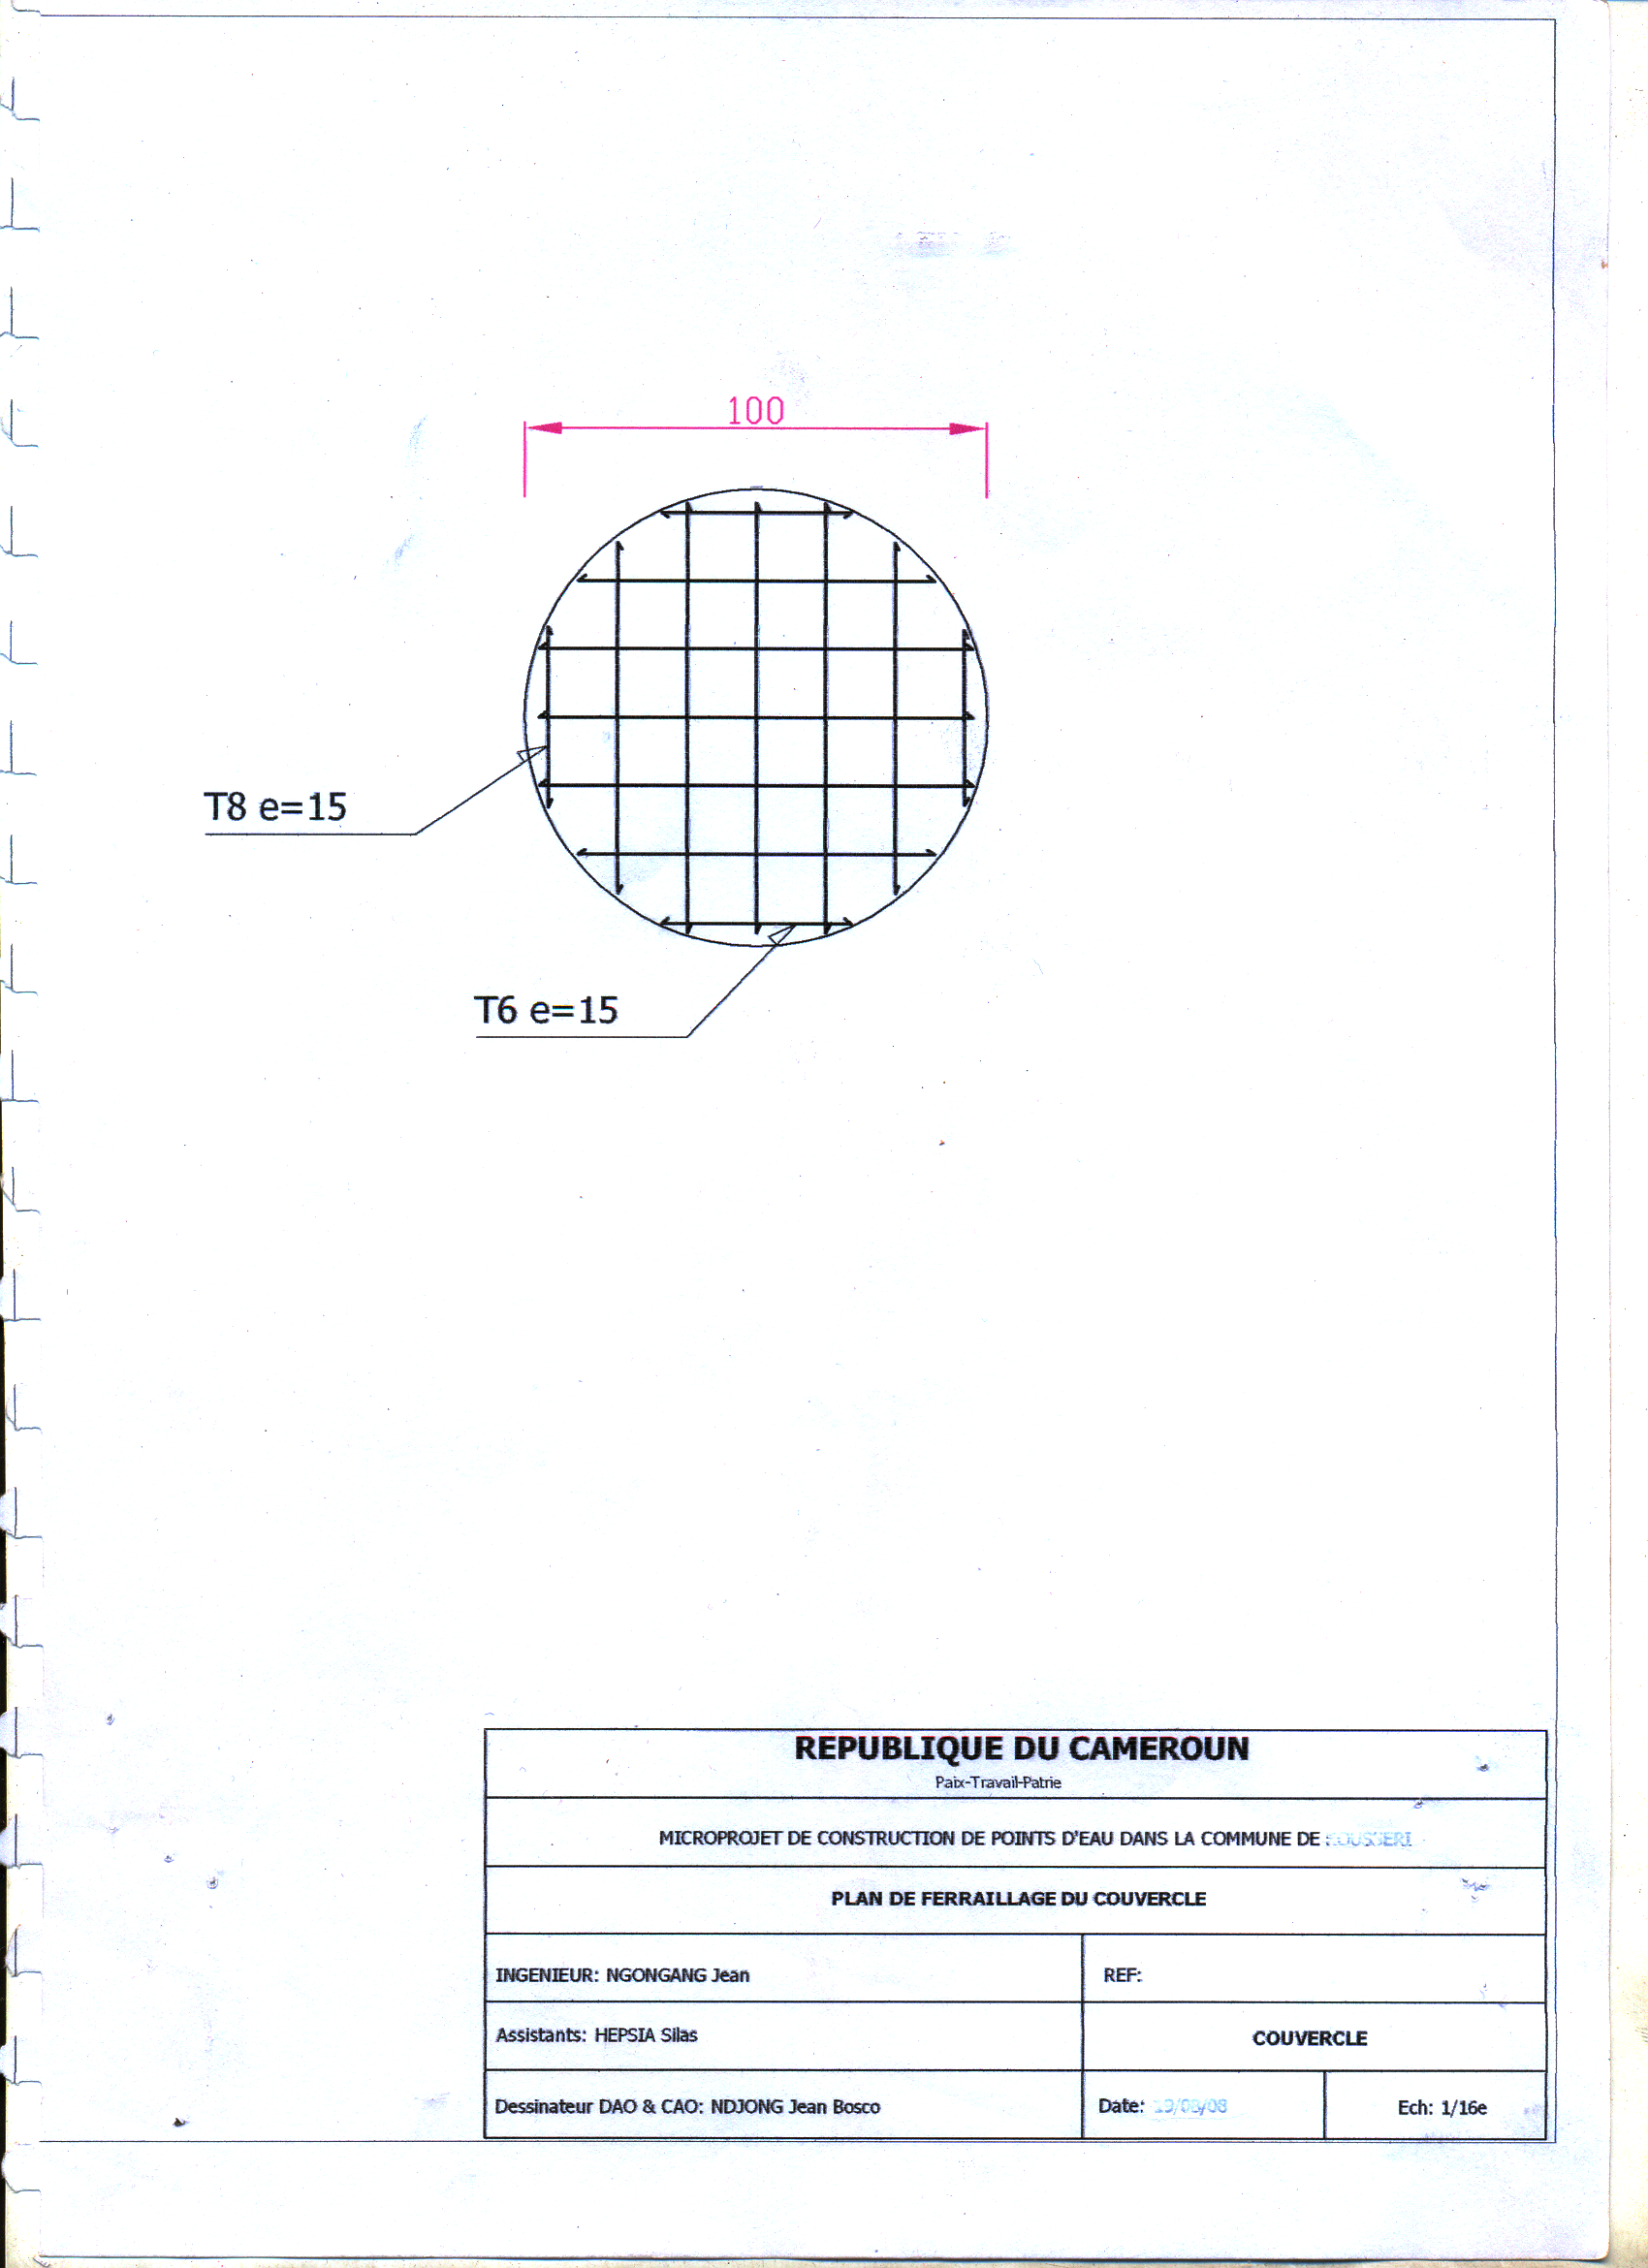 100
T8 e=15
T6 e=15
REPUBLIQUE DU CAMEROUN
Paix-Travail-Patrie
MICROPROJET DE CONSTRUCTION DE POINTS D'EAU DANS LA COMMUNE DE
PLAN DE FERRAILLAGE DU COUVERCLE
INGENIEUR: NGONGANG Jean
REF:
Assistants: HEPSIA Silas
COUVERCLE
Dessinateur DAO & CAO: NDJONG Jean Bosco
Date:
Ech: 1/16e